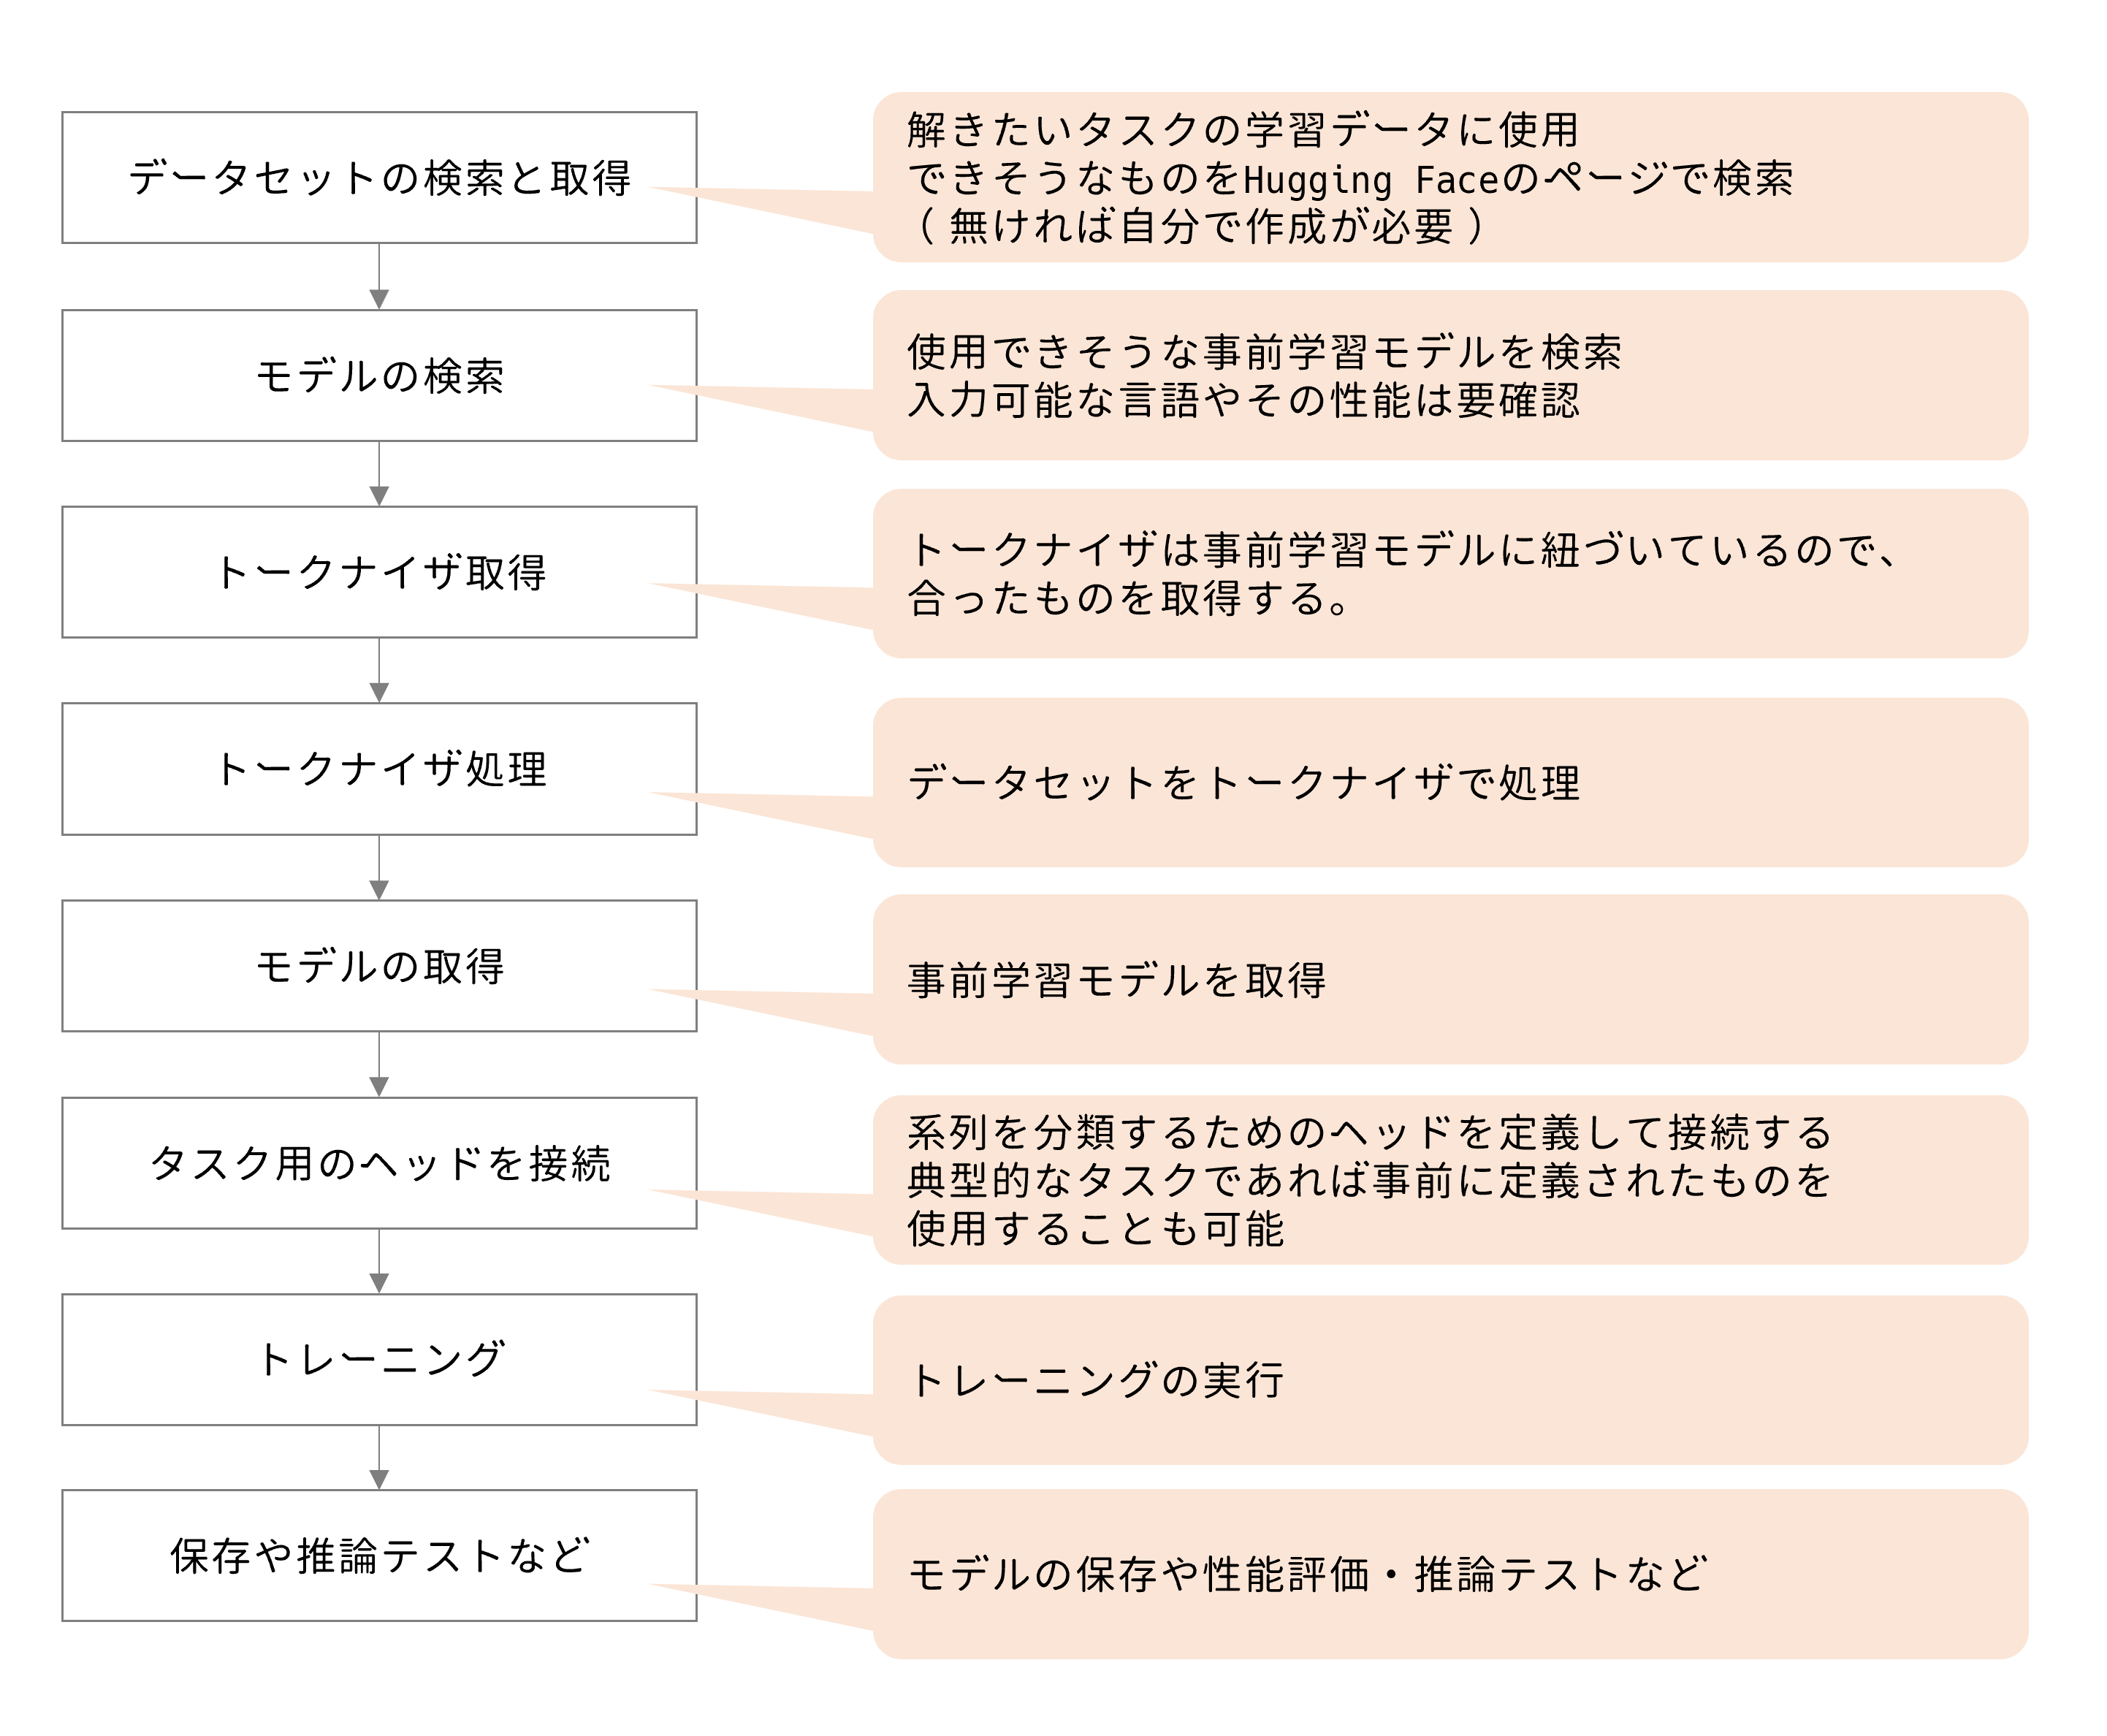 データセットの検索と取得
解きたいタスクの学習データに使用
できそうなものをHugging Faceのページで検索
（ 無ければ自分で作成が必要 ）
モデルの検索
使用できそうな事前学習モデルを検索
入力可能な言語やその性能は要確認
トークナイザ取得
トークナイザは事前学習モデルに紐づいているので、
合ったものを取得する。
トークナイザ処理
データセットをトークナイザで処理
モデルの取得
事前学習モデルを取得
タスク用のヘッドを接続
系列を分類するためのヘッドを定義して接続する
典型的なタスクであれば事前に定義されたものを
使用することも可能
トレーニング
トレーニングの実行
保存や推論テストなど
モデルの保存や性能評価・推論テストなど